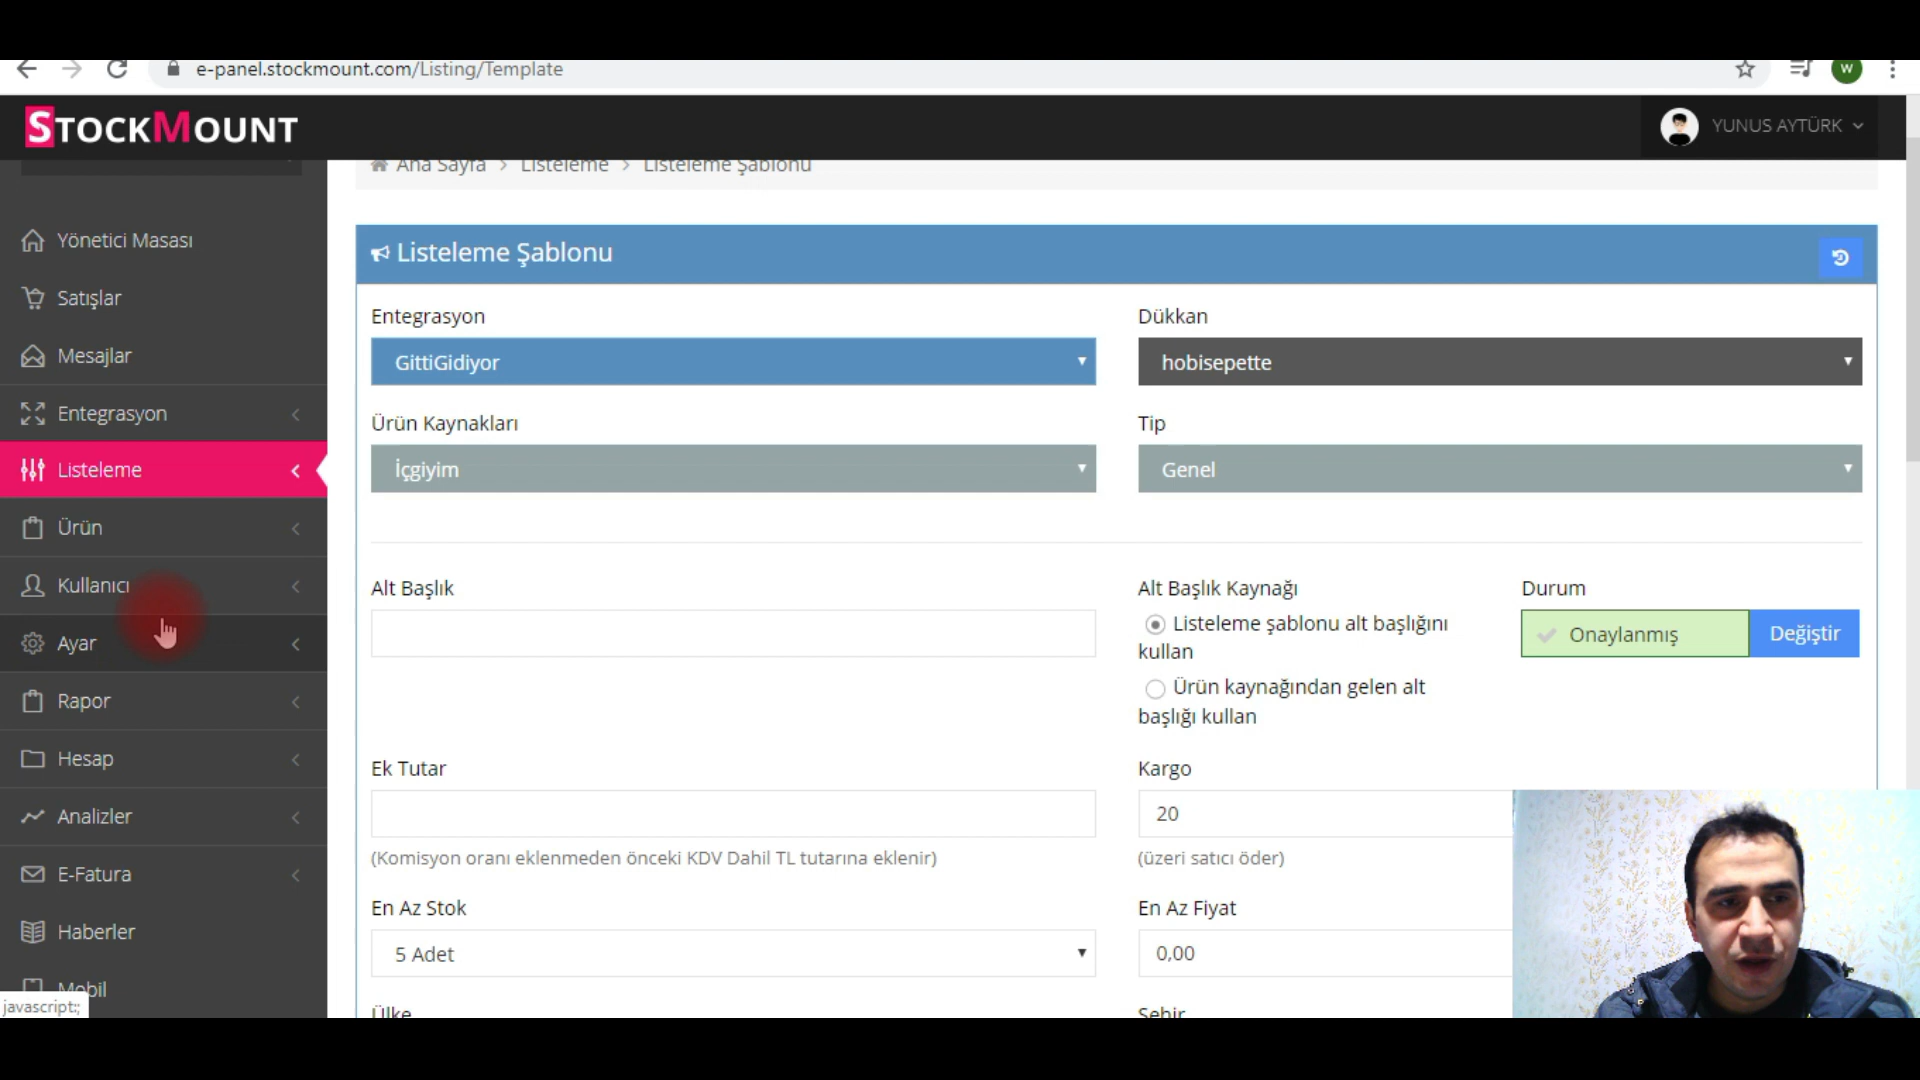 e-panel.stockmount.com/Listing/Template
W
STOCKMOUNT
YUNUS AYTÜRK
Ana Sayfa > Listeleme > Listeleme Şablonu
Yönetici Masası
Satışlar
Mesajlar
Entegrasyon
Listeleme
Ürün
Kullanıcı
Ayar
Rapor
Hesap
Analizler
E-Fatura
Haberler
Mobil
javascript:;
Listeleme Şablonu
Entegrasyon
Dükkan
GittiGidiyor
hobisepette
Ürün Kaynakları
Tip
İçgiyim
Genel
Alt Başlık
Alt Başlık Kaynağı
Durum
Listeleme şablonu alt başlığını
kullan
Onaylanmış
Değiştir
Ürün kaynağından gelen alt
başlığı kullan
Ek Tutar
Kargo
20
(Komisyon oranı eklenmeden önceki KDV Dahil TL tutarına eklenir)
(üzeri satıcı öder)
En Az Stok
En Az Fiyat
5 Adet
0,00
Ülke
Şehir